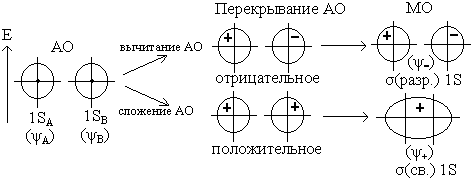 Перекрывание АО
МО
E
АО
вычитание АО
+
−
+
−
(ψ₋)
отрицательное
σ(разр.) 1S
сложение АО
1S_A
1S_B
(ψ_A)
(ψ_B)
+
+
+
положительное
(ψ₊)
σ(св.) 1S